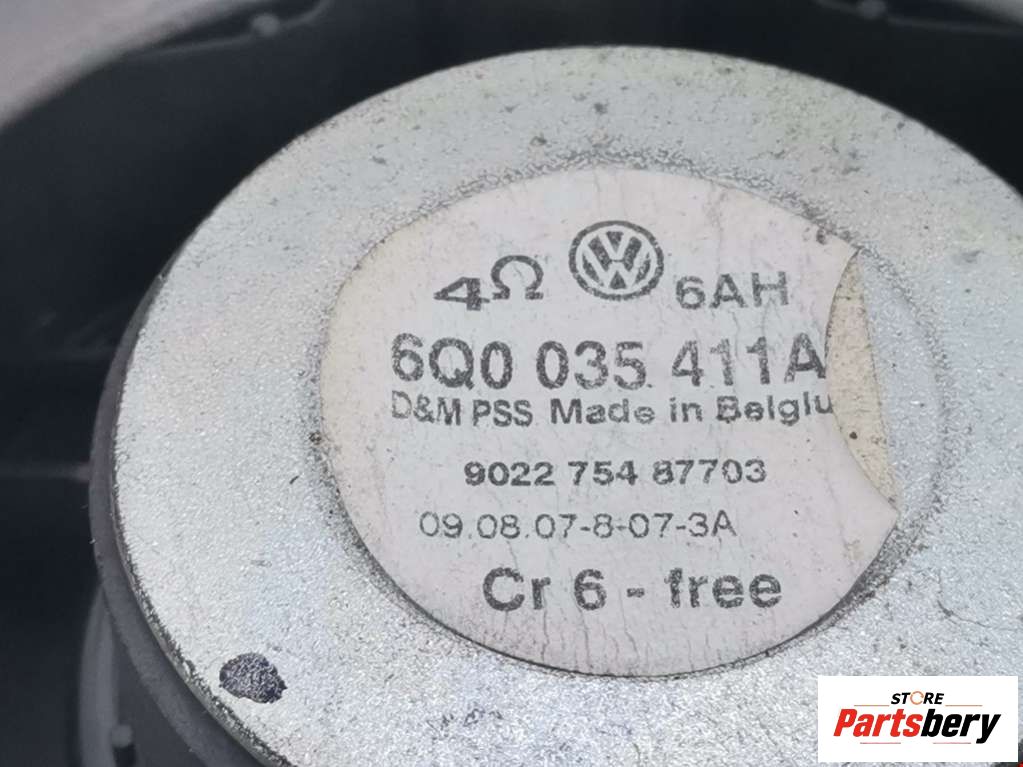 4Ω VW 6AH
6Q0 035 411A
D&M PSS Made in Belgiu
9022 754 87703
09.08.07-8-07-3A
Cr 6 - free
STORE
Partsbery